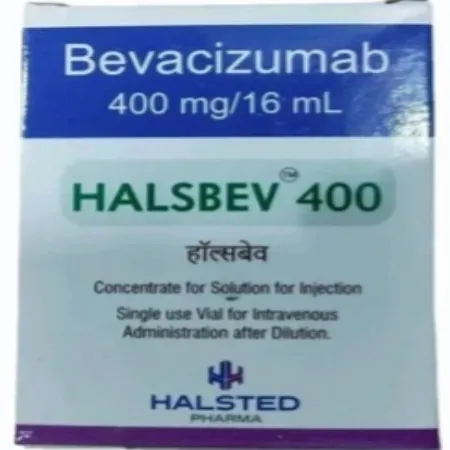 Bevacizumab
400 mg/16 mL
HALSBEV™ 400
हॉल्सबेव
Concentrate for Solution for Injection
Single use Vial for Intravenous
Administration after Dilution.
HALSTED
PHARMA